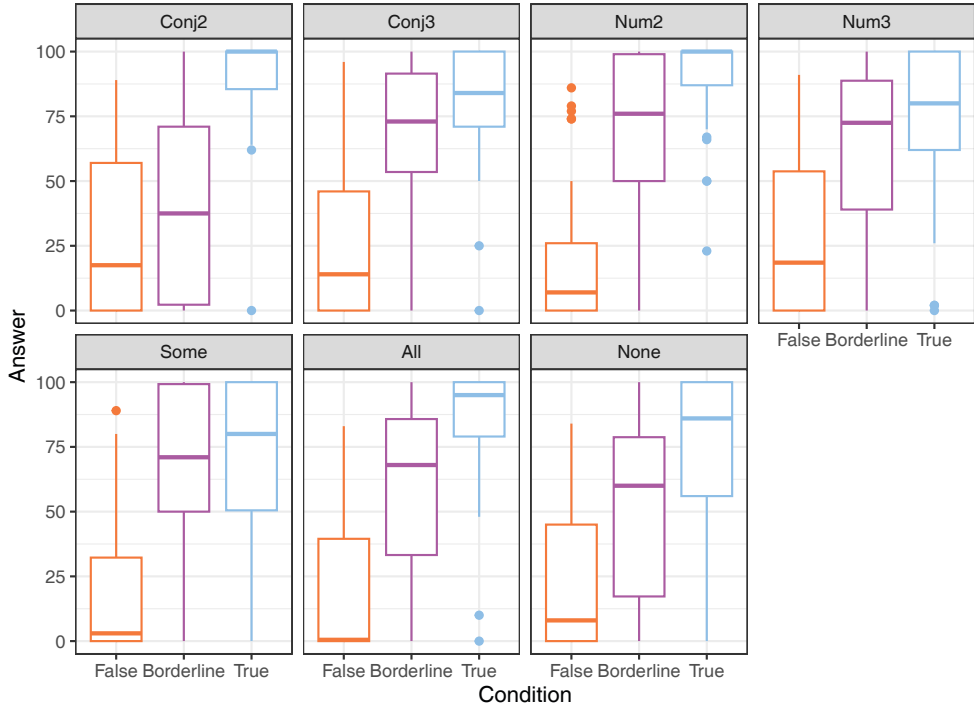 Conj2 Conj3 Num2 Num3
100
75
50
25
0
False Borderline True
Some All None
100
75
50
25
0
False Borderline True False Borderline True False Borderline True
Answer
Condition